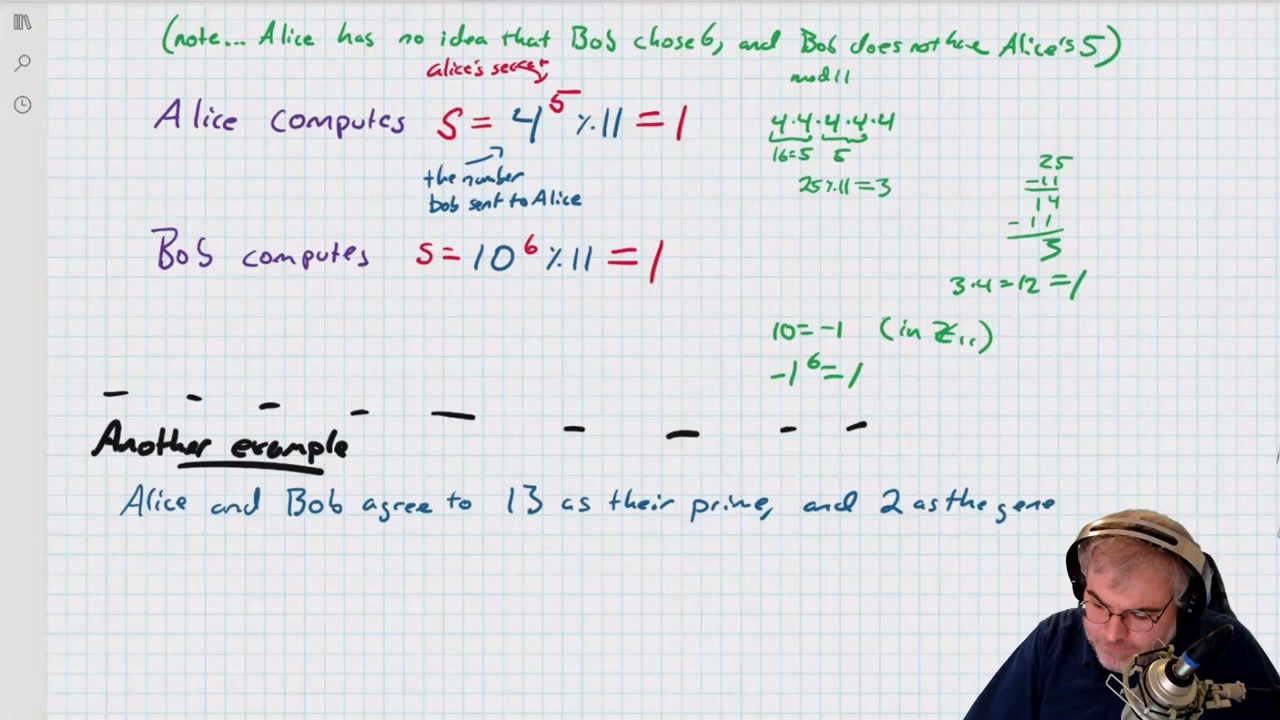 (note... Alice has no idea that Bob chose 6, and Bob does not have Alice's 5)
alice's secret
Alice computes S = 4^5 % 11 = 1
the number
bob sent to Alice
Bob computes s = 10^6 % 11 = 1
mod 11
4·4·4·4·4
16=5 5
25%11=3
25
-11
14
-11
3
3·4=12=1
10=-1 (in Z11)
-1^6=1
Another example
Alice and Bob agree to 13 as their prime, and 2 as the gene